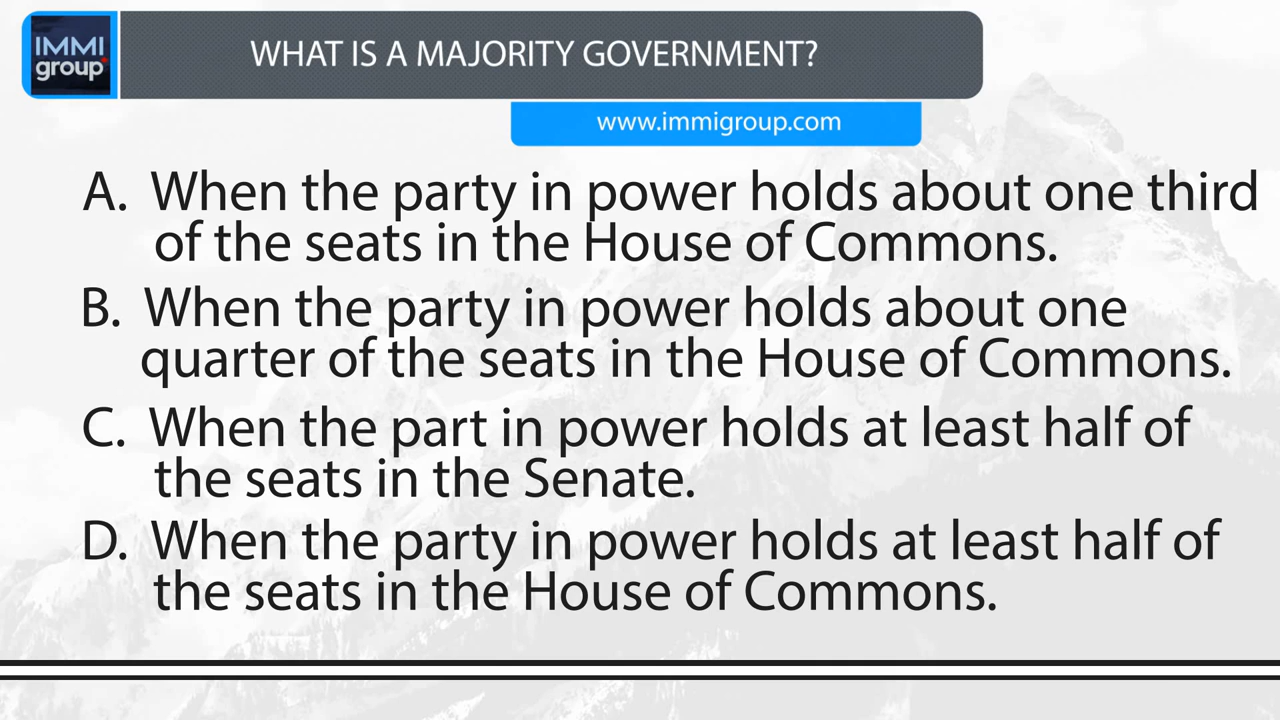 IMMI
group
WHAT IS A MAJORITY GOVERNMENT?
www.immigroup.com
A. When the party in power holds about one third
of the seats in the House of Commons.
B. When the party in power holds about one
quarter of the seats in the House of Commons.
C. When the part in power holds at least half of
the seats in the Senate.
D. When the party in power holds at least half of
the seats in the House of Commons.